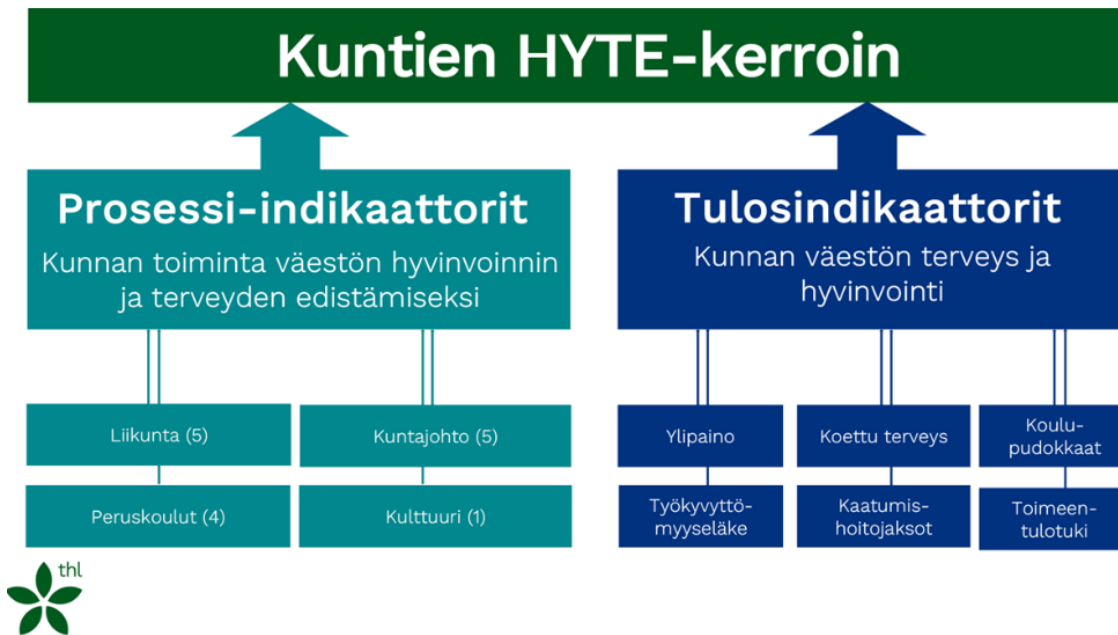 Kuntien HYTE-kerroin
Prosessi-indikaattorit
Kunnan toiminta väestön hyvinvoinnin
ja terveyden edistämiseksi
Tulosindikaattorit
Kunnan väestön terveys ja
hyvinvointi
Liikunta (5)
Kuntajohto (5)
Peruskoulut (4)
Kulttuuri (1)
Ylipaino
Koettu terveys
Koulu-
pudokkaat
Työkyvyttö-
myyseläke
Kaatumis-
hoitojaksot
Toimeen-
tulotuki
thl